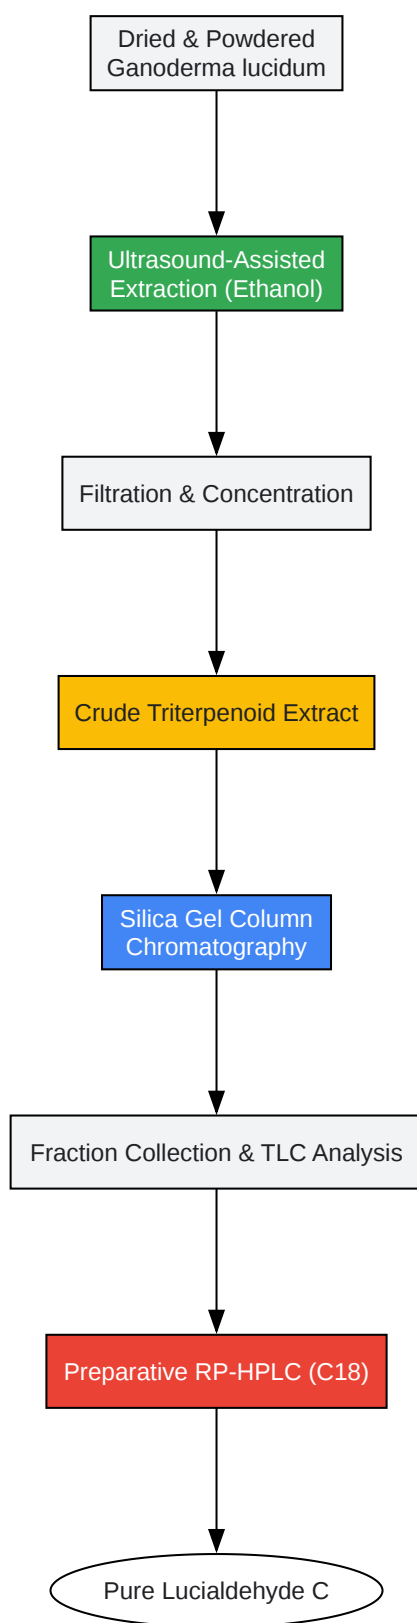 Dried & Powdered
Ganoderma lucidum
Ultrasound-Assisted
Extraction (Ethanol)
Filtration & Concentration
Crude Triterpenoid Extract
Silica Gel Column
Chromatography
Fraction Collection & TLC Analysis
Preparative RP-HPLC (C18)
Pure Lucialdehyde C